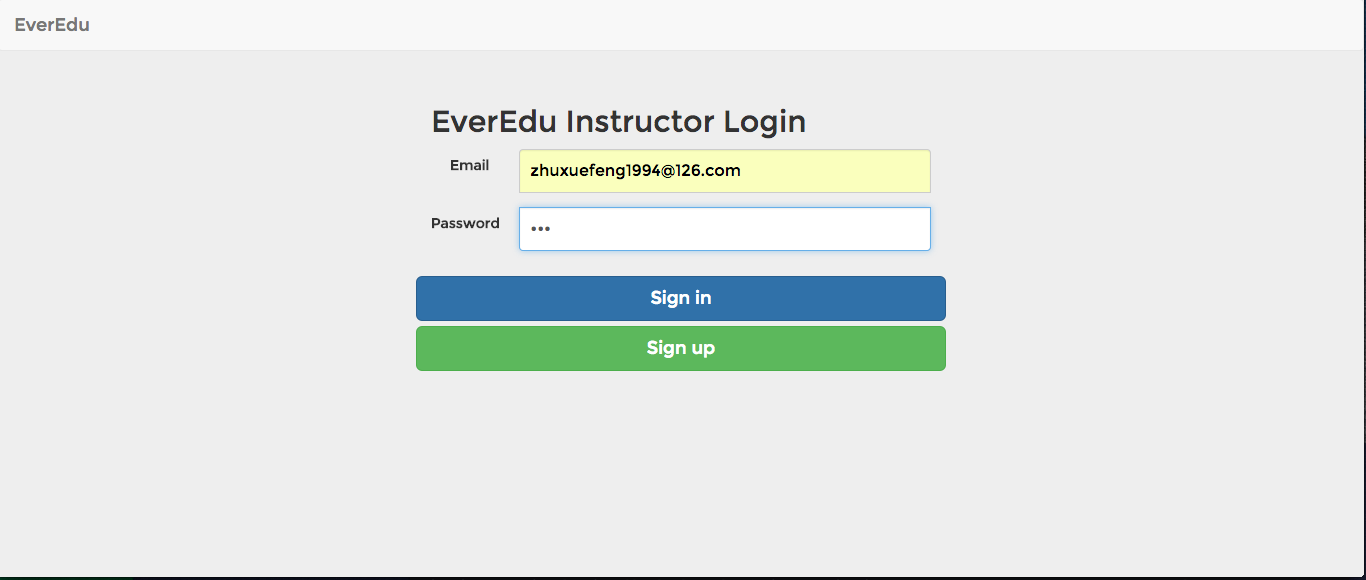 EverEdu
EverEdu Instructor Login
Email
zhuxuefeng1994@126.com
Password
•••
Sign in
Sign up